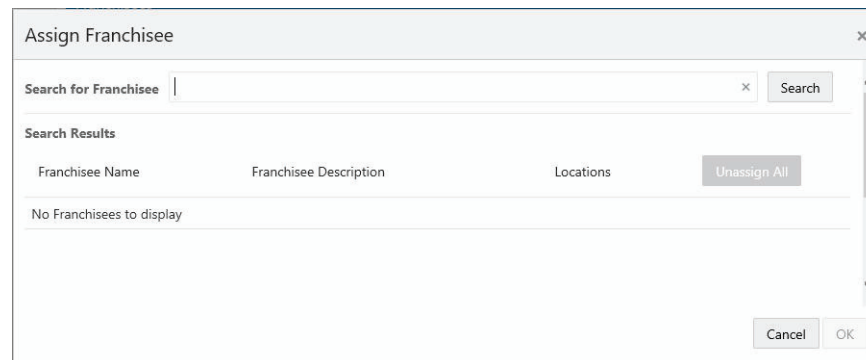 Assign Franchisee ×
Search for Franchisee × Search
Search Results
Franchisee Name Franchisee Description Locations Unassign All
No Franchisees to display
Cancel OK